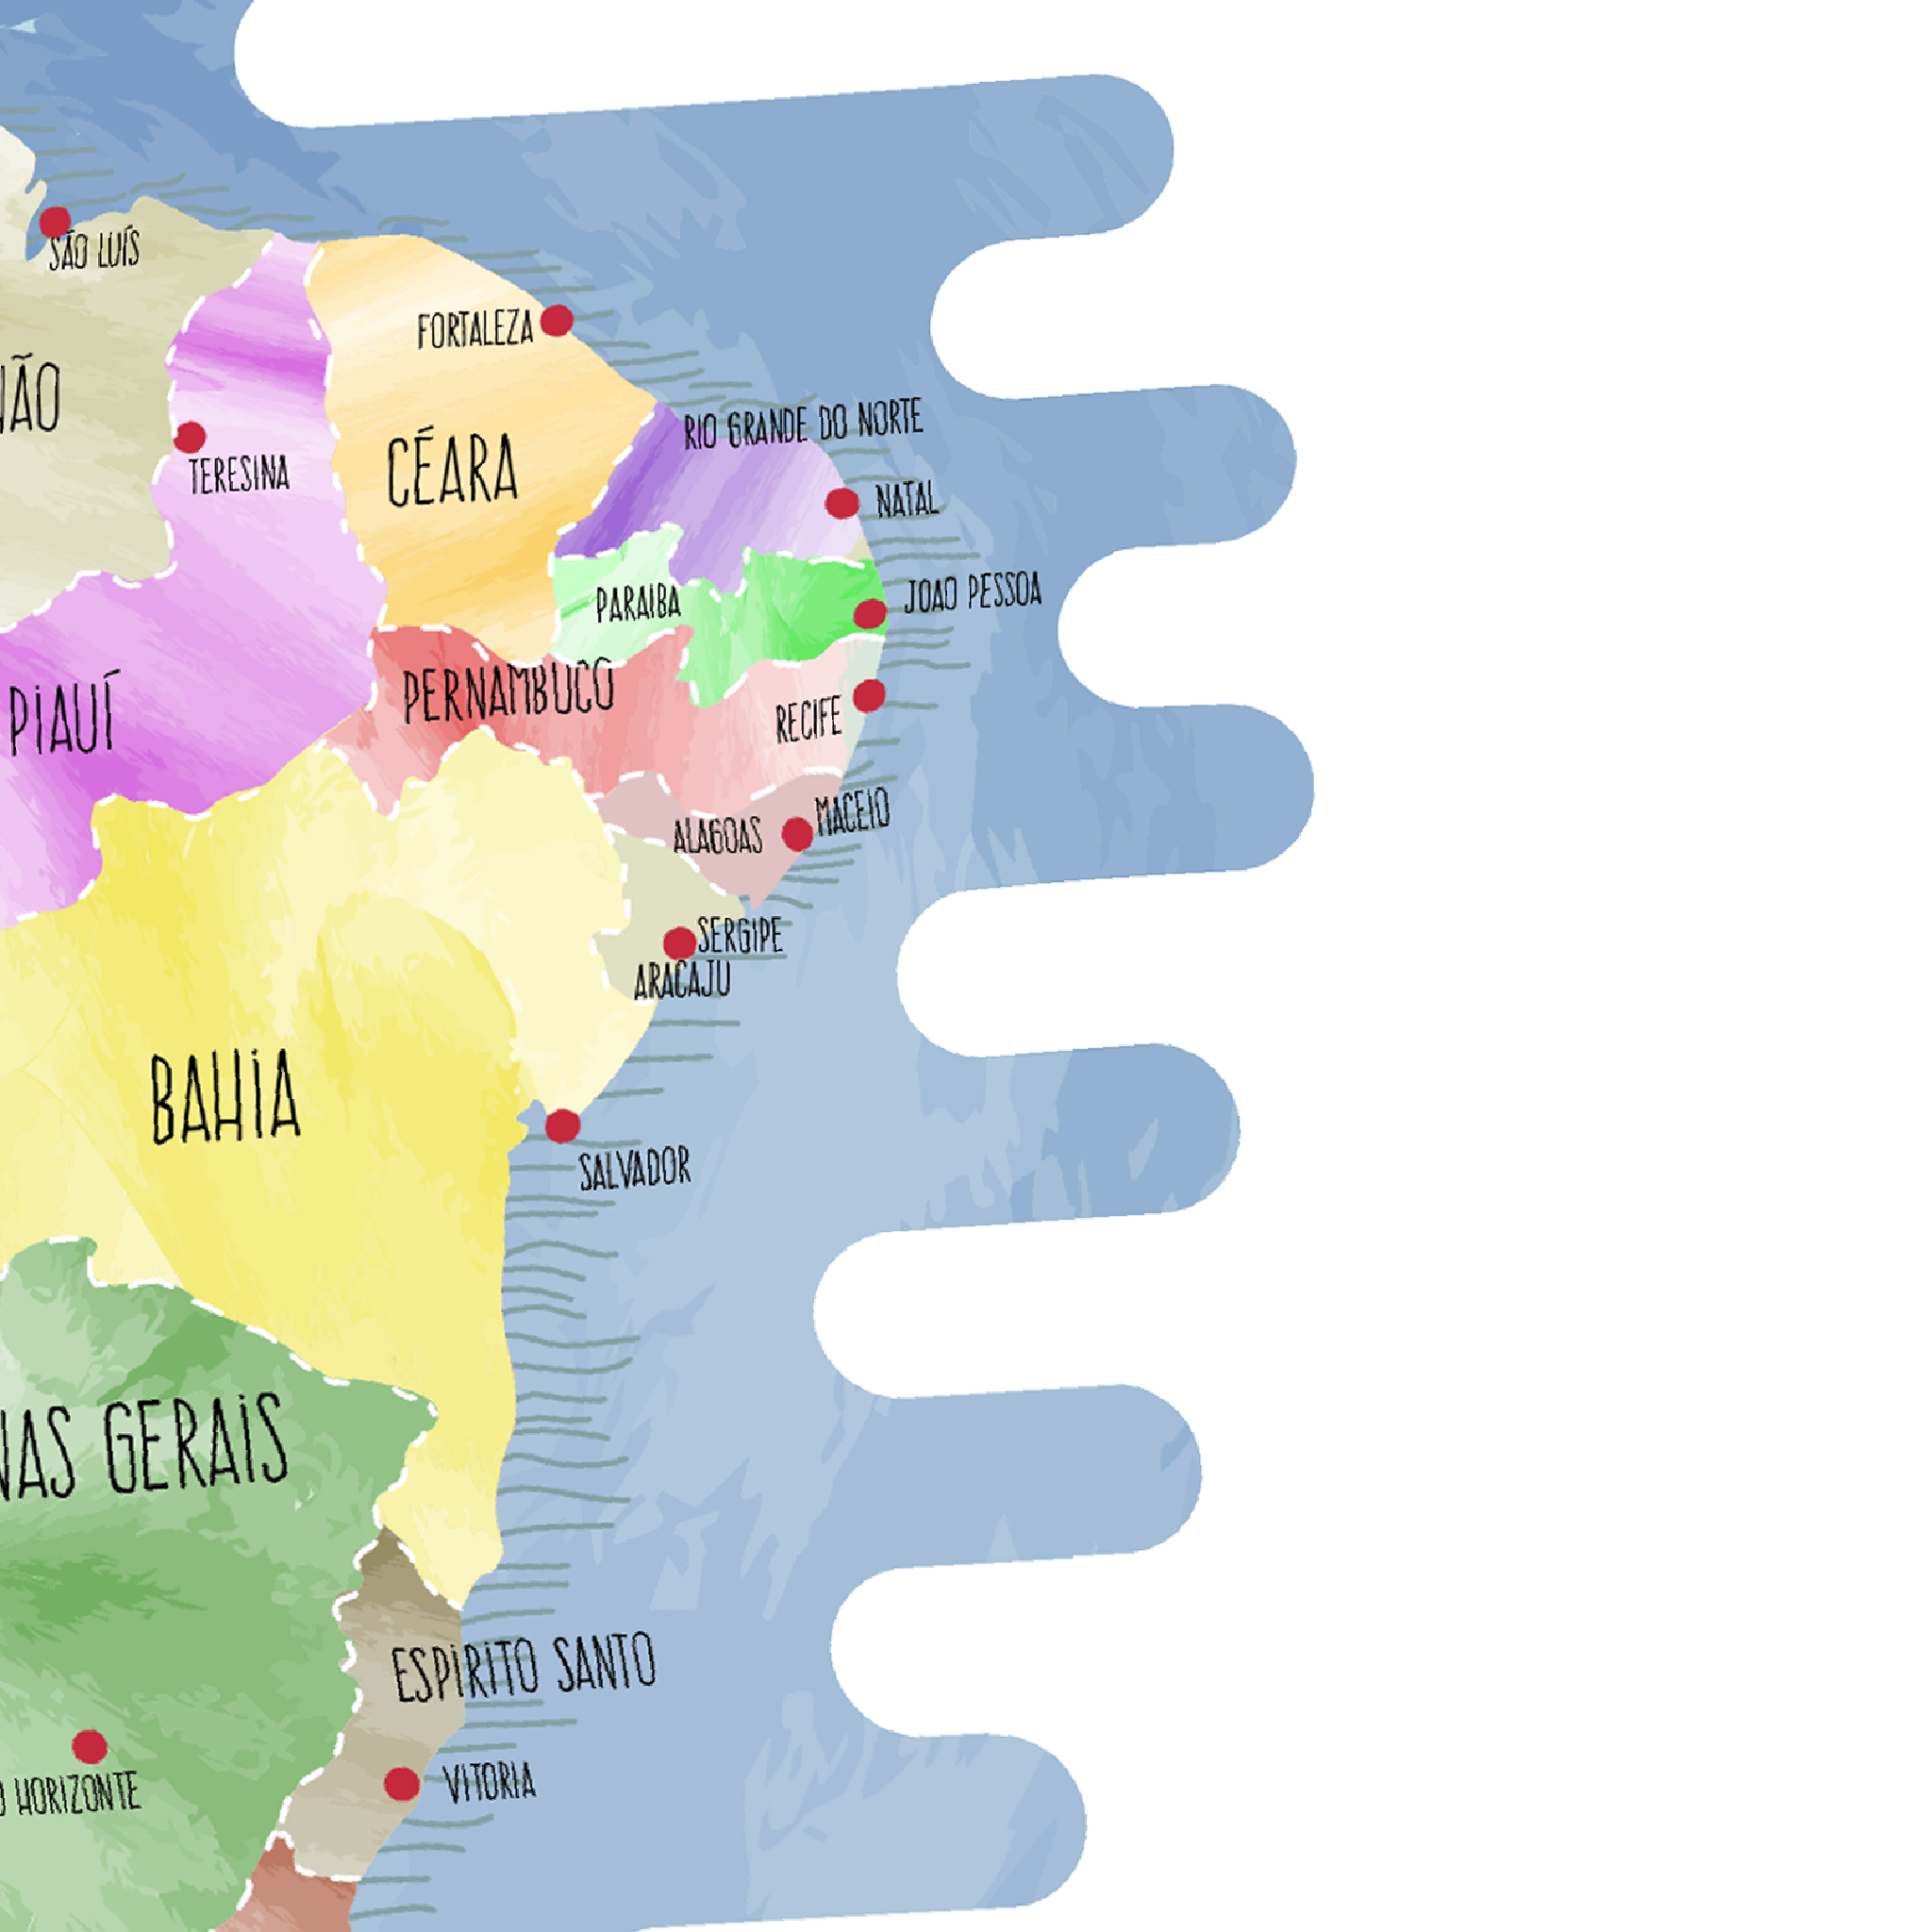 SÃO LUÍS
FORTALEZA
NÃO
RIO GRANDE DO NORTE
CÉARA
TERESINA
NATAL
PARAIBA
JOAO PESSOA
PERNAMBUCO
PIAUÍ
RECIFE
MACEIO
ALAGOAS
SERGIPE
ARACAJU
BAHIA
SALVADOR
NAS GERAIS
ESPIRITO SANTO
VITORIA
O HORIZONTE